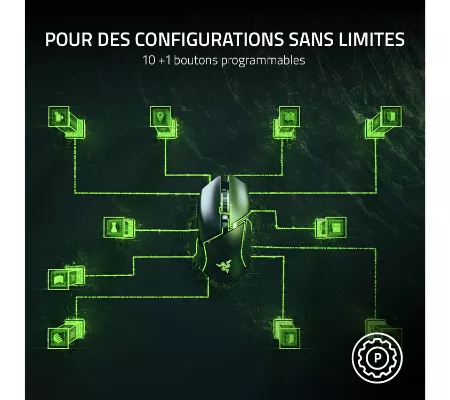 POUR DES CONFIGURATIONS SANS LIMITES
10 +1 boutons programmables
P